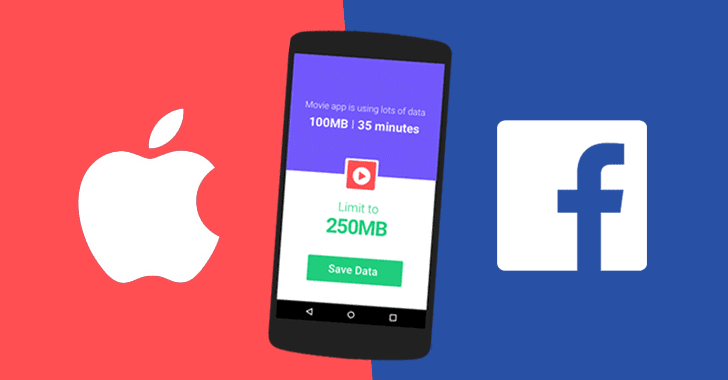 Movie app is using lots of data
100MB | 35 minutes
Limit to
250MB
Save Data